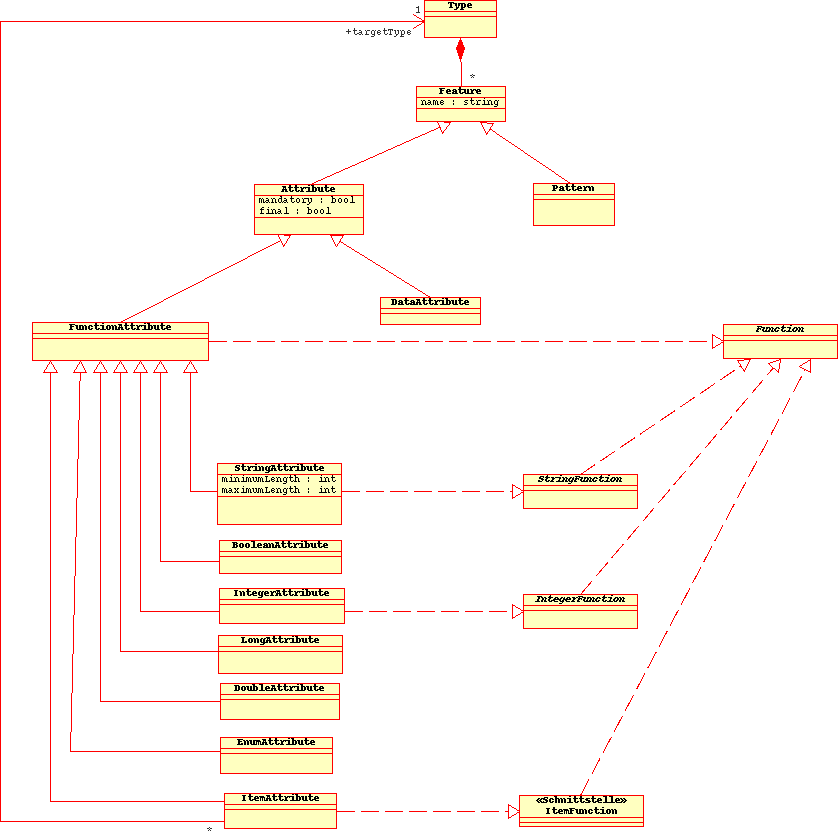 Type
1
+targetType
*
Feature
name : string
Attribute
mandatory : bool
final : bool
Pattern
DataAttribute
FunctionAttribute
Function
StringAttribute
minimumLength : int
maximumLength : int
StringFunction
BooleanAttribute
IntegerAttribute
IntegerFunction
LongAttribute
DoubleAttribute
EnumAttribute
ItemAttribute
*
«Schnittstelle»
ItemFunction